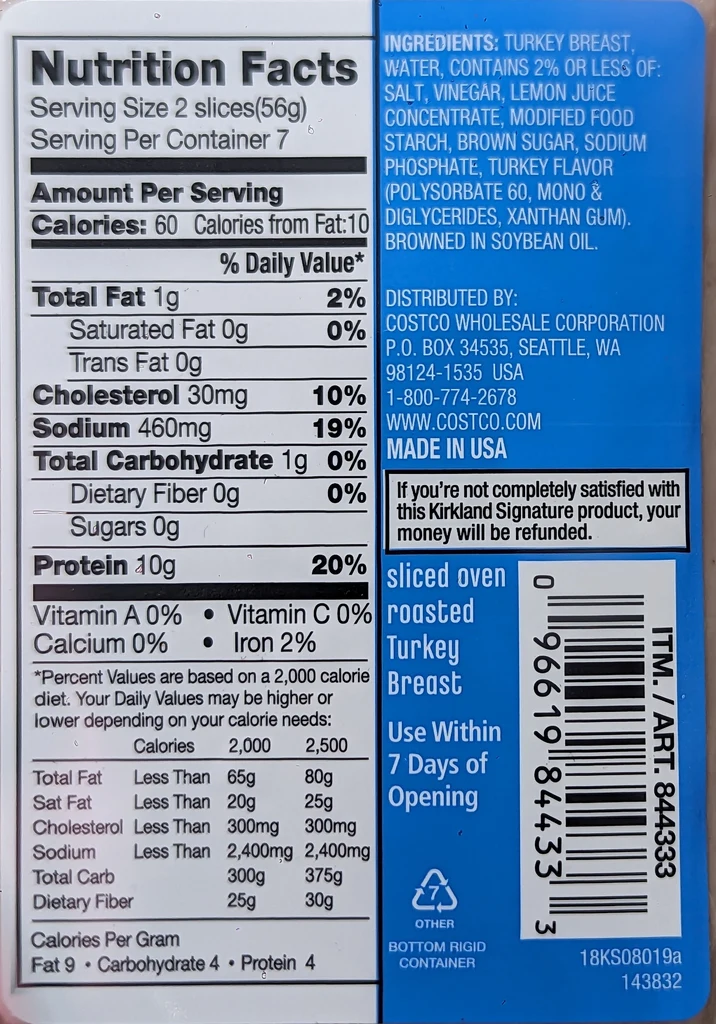 Nutrition Facts
Serving Size 2 slices(56g)
Serving Per Container 7
Amount Per Serving
Calories: 60 Calories from Fat:10
% Daily Value*
Total Fat 1g 2%
Saturated Fat 0g 0%
Trans Fat 0g
Cholesterol 30mg 10%
Sodium 460mg 19%
Total Carbohydrate 1g 0%
Dietary Fiber 0g 0%
Sugars 0g
Protein 10g 20%
Vitamin A 0% • Vitamin C 0%
Calcium 0% • Iron 2%
*Percent Values are based on a 2,000 calorie
diet. Your Daily Values may be higher or
lower depending on your calorie needs:
Calories 2,000 2,500
Total Fat Less Than 65g 80g
Sat Fat Less Than 20g 25g
Cholesterol Less Than 300mg 300mg
Sodium Less Than 2,400mg 2,400mg
Total Carb 300g 375g
Dietary Fiber 25g 30g
Calories Per Gram
Fat 9 • Carbohydrate 4 • Protein 4
INGREDIENTS: TURKEY BREAST,
WATER, CONTAINS 2% OR LESS OF:
SALT, VINEGAR, LEMON JUICE
CONCENTRATE, MODIFIED FOOD
STARCH, BROWN SUGAR, SODIUM
PHOSPHATE, TURKEY FLAVOR
(POLYSORBATE 60, MONO &
DIGLYCERIDES, XANTHAN GUM).
BROWNED IN SOYBEAN OIL.
DISTRIBUTED BY:
COSTCO WHOLESALE CORPORATION
P.O. BOX 34535, SEATTLE, WA
98124-1535 USA
1-800-774-2678
WWW.COSTCO.COM
MADE IN USA
If you're not completely satisfied with
this Kirkland Signature product, your
money will be refunded.
sliced oven
roasted
Turkey
Breast
Use Within
7 Days of
Opening
7
OTHER
BOTTOM RIGID
CONTAINER
0 96619 84433 3
ITM. / ART. 844333
18KS08019a
143832